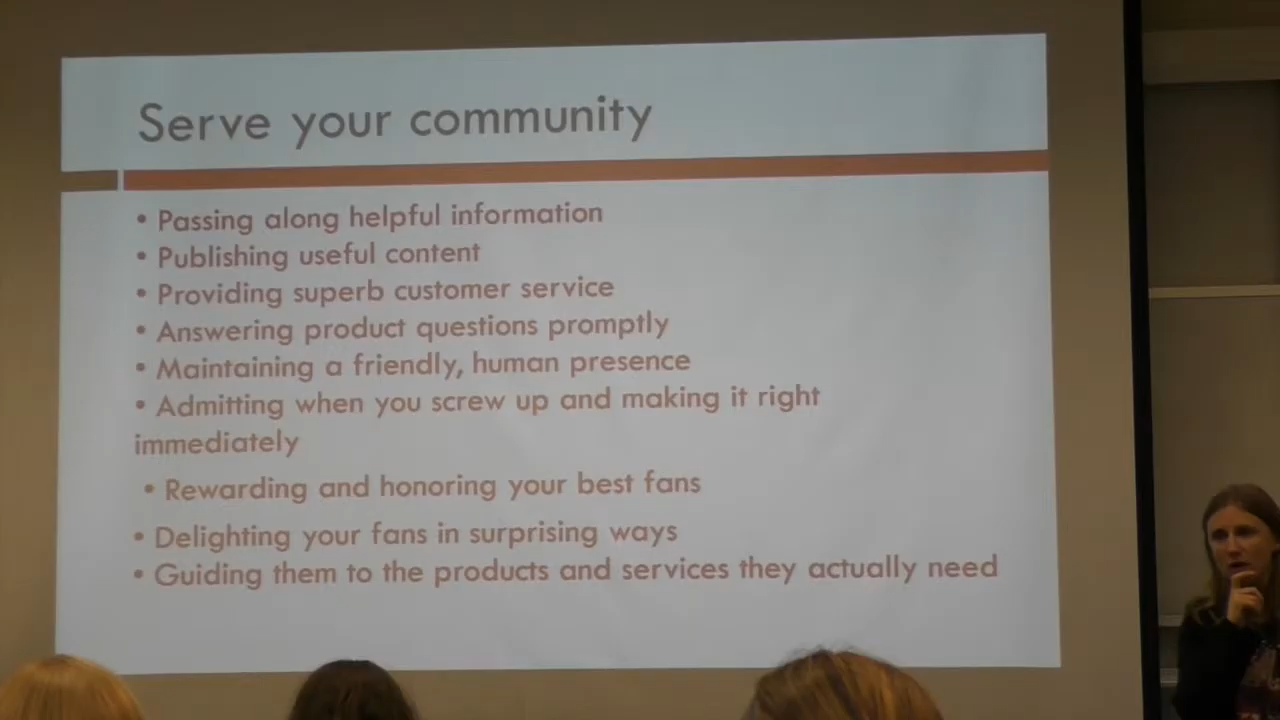 Serve your community
• Passing along helpful information
• Publishing useful content
• Providing superb customer service
• Answering product questions promptly
• Maintaining a friendly, human presence
• Admitting when you screw up and making it right
immediately
• Rewarding and honoring your best fans
• Delighting your fans in surprising ways
• Guiding them to the products and services they actually need